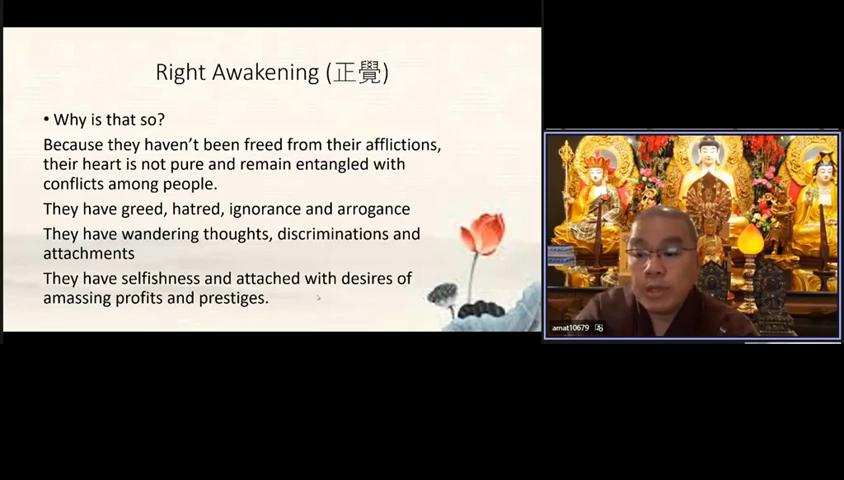 Right Awakening (正覺)
• Why is that so?
Because they haven't been freed from their afflictions,
their heart is not pure and remain entangled with
conflicts among people.
They have greed, hatred, ignorance and arrogance
They have wandering thoughts, discriminations and
attachments
They have selfishness and attached with desires of
amassing profits and prestiges.
amat10679